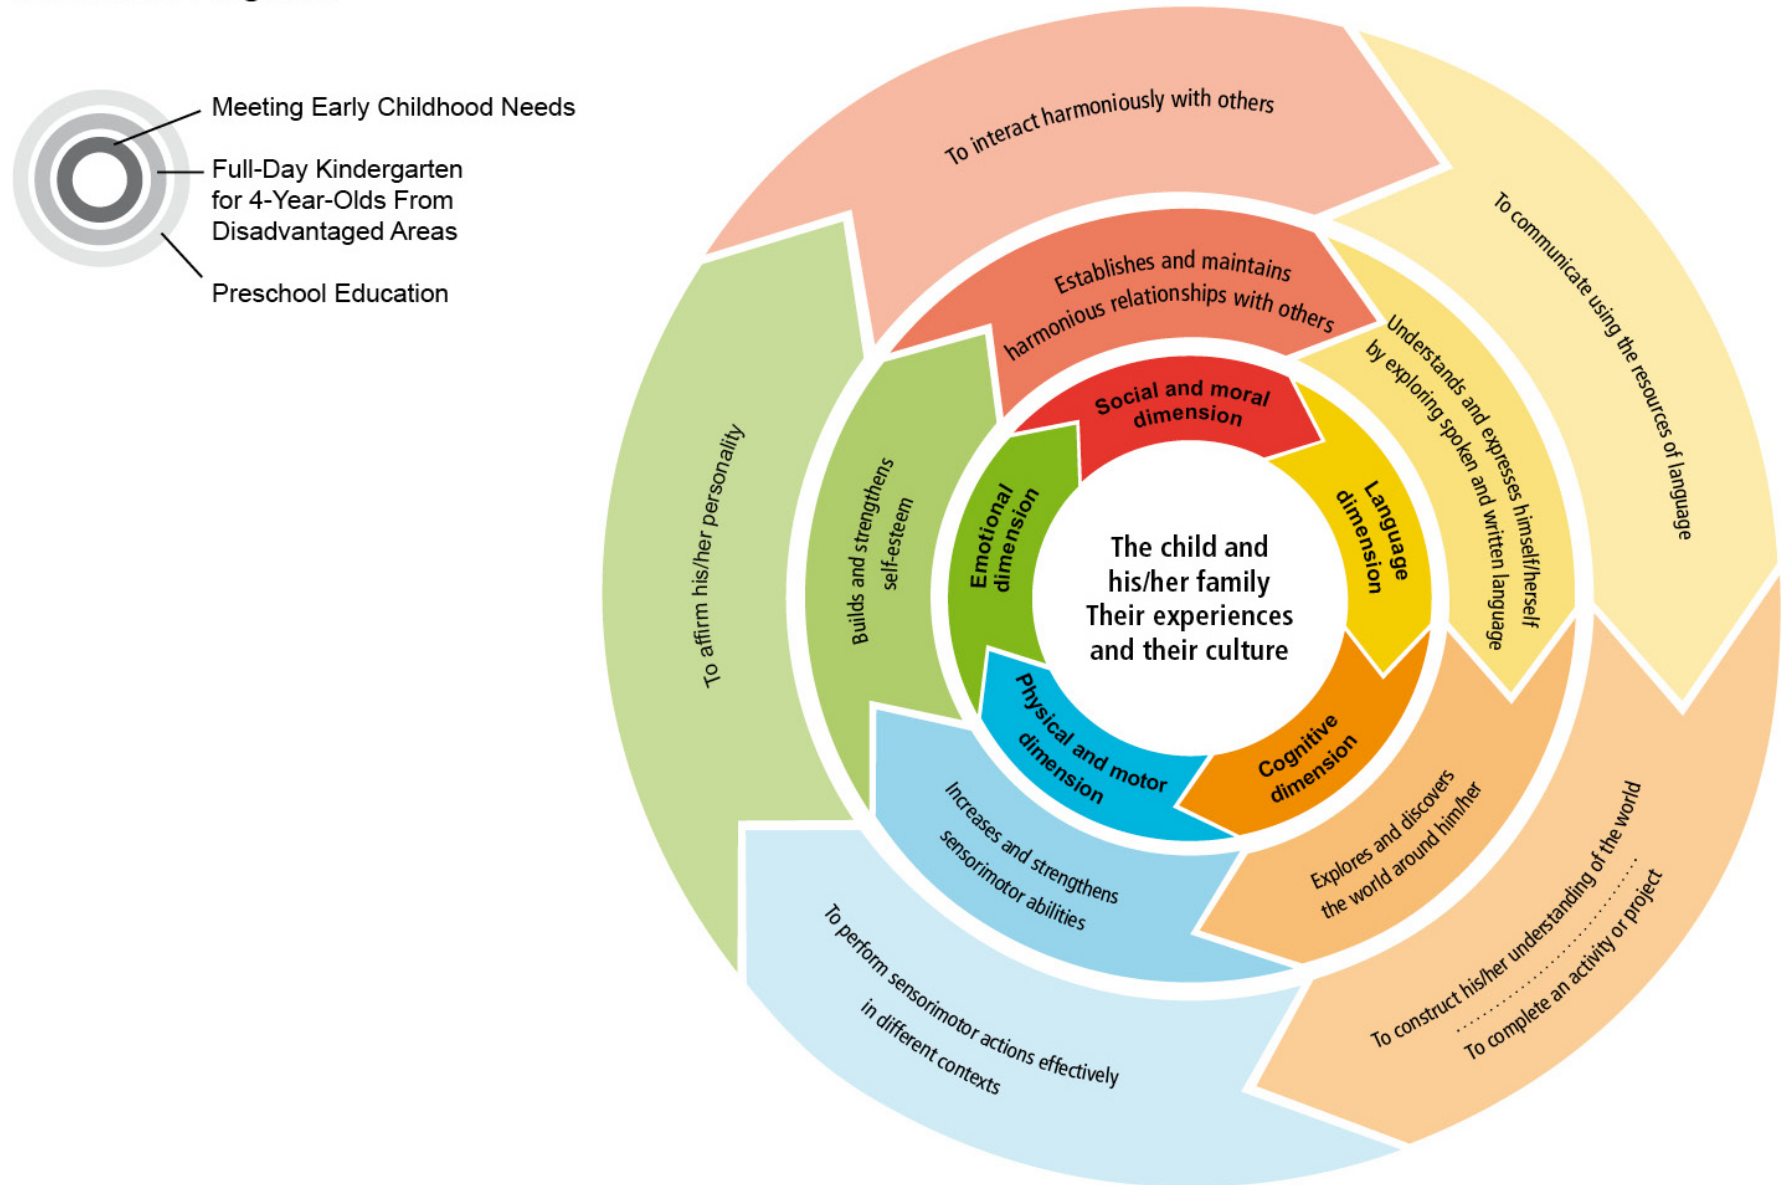 Meeting Early Childhood Needs
Full-Day Kindergarten
for 4-Year-Olds From
Disadvantaged Areas
Preschool Education
To interact harmoniously with others
To communicate using the resources of language
To construct his/her understanding of the world
To complete an activity or project
To perform sensorimotor actions effectively
in different contexts
To affirm his/her personality
Establishes and maintains
harmonious relationships with others
Understands and expresses himself/herself
by exploring spoken and written language
Explores and discovers
the world around him/her
Increases and strengthens
sensorimotor abilities
Builds and strengthens
self-esteem
Social and moral
dimension
Language
dimension
Cognitive
dimension
Physical and motor
dimension
Emotional
dimension
The child and
his/her family
Their experiences
and their culture